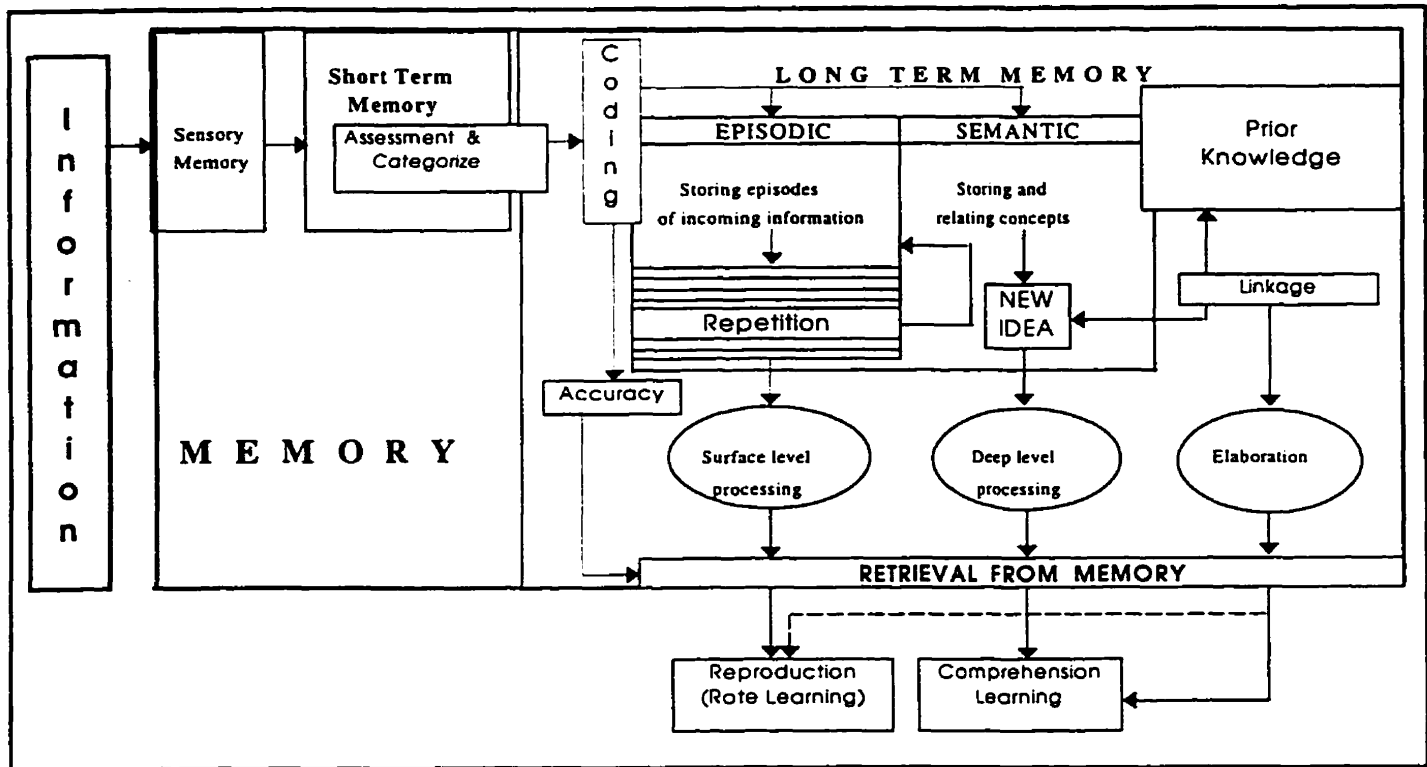 Information
Sensory
Memory
Short Term
Memory
Assessment &
Categorize
MEMORY
Coding
LONG TERM MEMORY
EPISODIC
SEMANTIC
Prior
Knowledge
Storing episodes
of incoming information
Storing and
relating concepts
Repetition
NEW
IDEA
Linkage
Accuracy
Surface level
processing
Deep level
processing
Elaboration
RETRIEVAL FROM MEMORY
Reproduction
(Rote Learning)
Comprehension
Learning